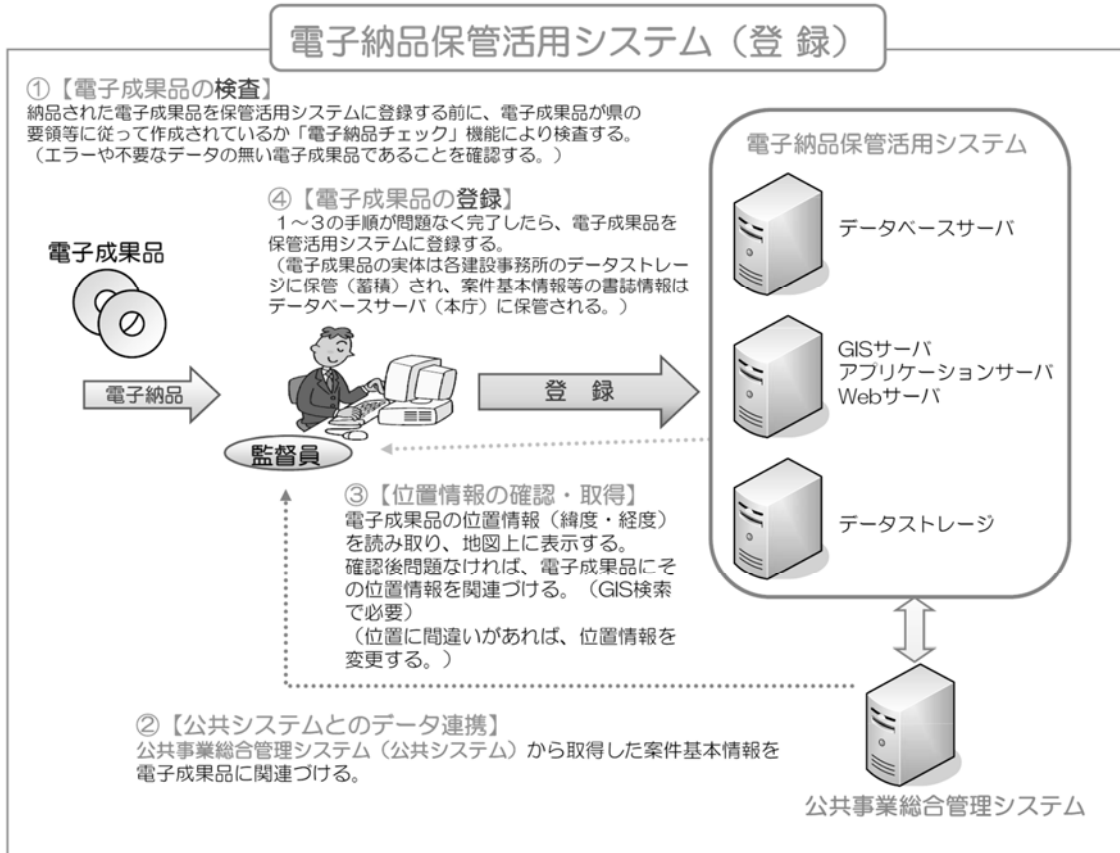 電子納品保管活用システム（登 録）
①【電子成果品の検査】
納品された電子成果品を保管活用システムに登録する前に、電子成果品が県の
要領等に従って作成されているか「電子納品チェック」機能により検査する。
（エラーや不要なデータの無い電子成果品であることを確認する。）
④【電子成果品の登録】
１～３の手順が問題なく完了したら、電子成果品を
保管活用システムに登録する。
（電子成果品の実体は各建設事務所のデータストレー
ジに保管（蓄積）され、案件基本情報等の書誌情報は
データベースサーバ（本庁）に保管される。）
電子成果品
電子納品
監督員
登 録
電子納品保管活用システム
データベースサーバ
GISサーバ
アプリケーションサーバ
Webサーバ
データストレージ
③【位置情報の確認・取得】
電子成果品の位置情報（緯度・経度）
を読み取り、地図上に表示する。
確認後問題なければ、電子成果品にそ
の位置情報を関連づける。（GIS検索
で必要）
（位置に間違いがあれば、位置情報を
変更する。）
②【公共システムとのデータ連携】
公共事業総合管理システム（公共システム）から取得した案件基本情報を
電子成果品に関連づける。
公共事業総合管理システム